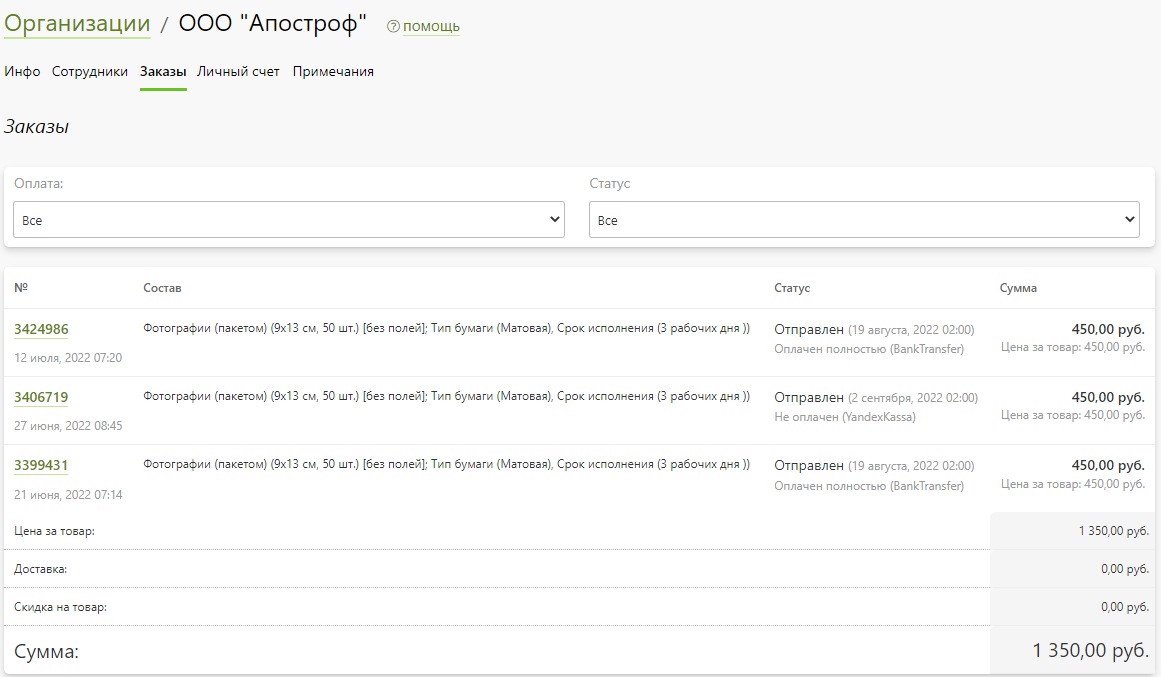 Организации / ООО "Апостроф" ? помощь
Инфо Сотрудники Заказы Личный счет Примечания
Заказы
Оплата: Статус
Все Все
№ Состав Статус Сумма
3424986 Фотографии (пакетом) (9x13 см, 50 шт.) [без полей]; Тип бумаги (Матовая), Срок исполнения (3 рабочих дня )) Отправлен (19 августа, 2022 02:00) 450,00 руб.
12 июля, 2022 07:20 Оплачен полностью (BankTransfer) Цена за товар: 450,00 руб.
3406719 Фотографии (пакетом) (9x13 см, 50 шт.) [без полей]; Тип бумаги (Матовая), Срок исполнения (3 рабочих дня )) Отправлен (2 сентября, 2022 02:00) 450,00 руб.
27 июня, 2022 08:45 Не оплачен (YandexKassa) Цена за товар: 450,00 руб.
3399431 Фотографии (пакетом) (9x13 см, 50 шт.) [без полей]; Тип бумаги (Матовая), Срок исполнения (3 рабочих дня )) Отправлен (19 августа, 2022 02:00) 450,00 руб.
21 июня, 2022 07:14 Оплачен полностью (BankTransfer) Цена за товар: 450,00 руб.
Цена за товар: 1 350,00 руб.
Доставка: 0,00 руб.
Скидка на товар: 0,00 руб.
Сумма: 1 350,00 руб.